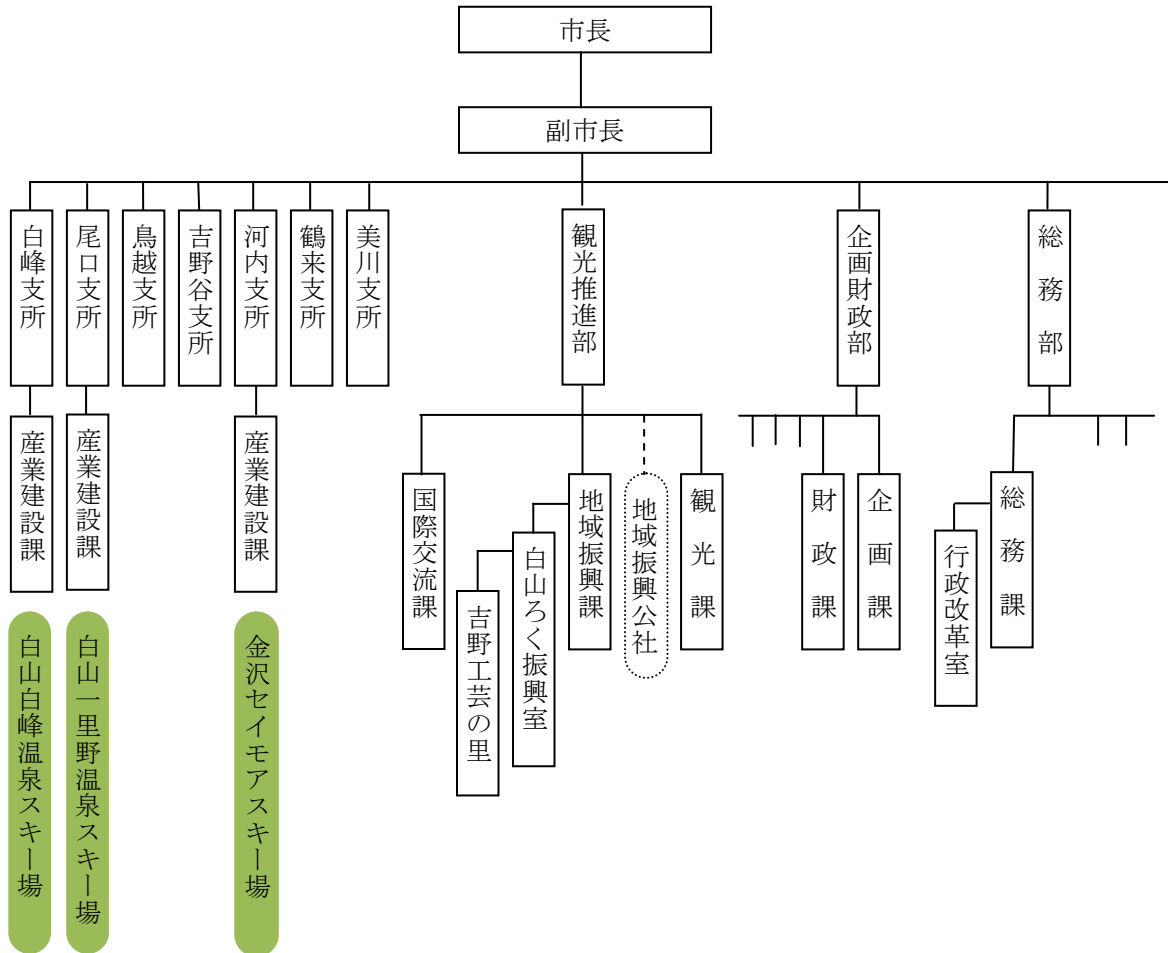 市長
副市長
白峰支所
尾口支所
鳥越支所
吉野谷支所
河内支所
鶴来支所
美川支所
観光推進部
企画財政部
総務部
産業建設課
産業建設課
産業建設課
国際交流課
吉野工芸の里
白山ろく振興室
地域振興課
地域振興公社
観光課
財政課
企画課
行政改革室
総務課
白山白峰温泉スキー場
白山一里野温泉スキー場
金沢セイモアスキー場